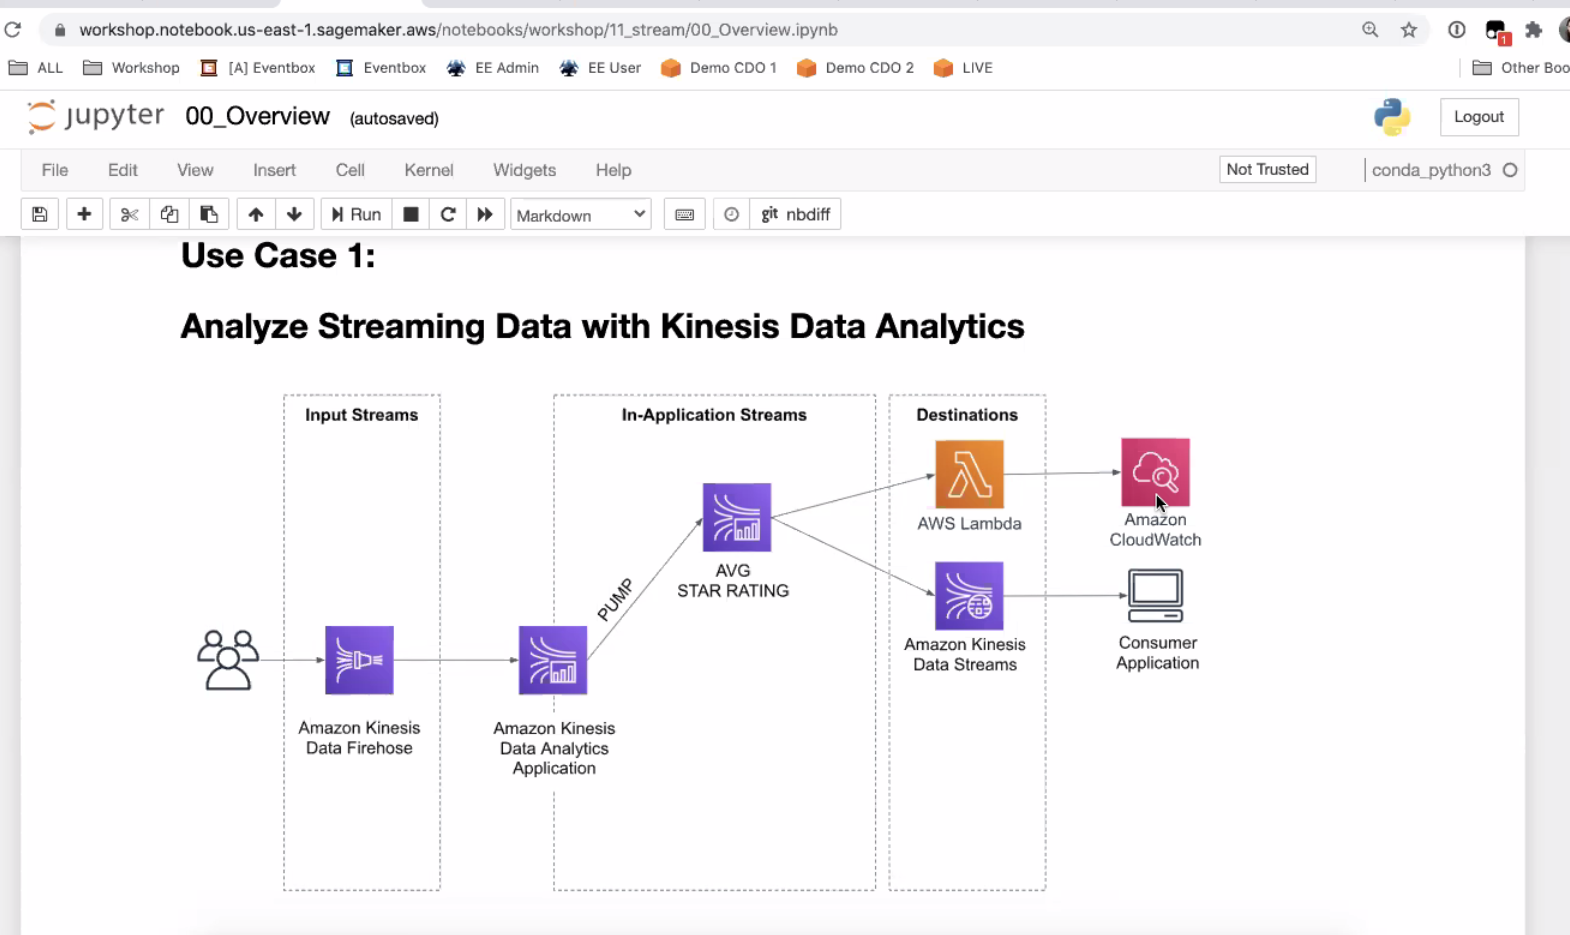 workshop.notebook.us-east-1.sagemaker.aws/notebooks/workshop/11_stream/00_Overview.ipynb
1
ALL Workshop [A] Eventbox Eventbox EE Admin EE User Demo CDO 1 Demo CDO 2 LIVE Other Boo
jupyter 00_Overview (autosaved) Logout
File Edit View Insert Cell Kernel Widgets Help Not Trusted conda_python3
Run Markdown git nbdiff
Use Case 1:
Analyze Streaming Data with Kinesis Data Analytics
Input Streams
In-Application Streams
Destinations
AWS Lambda
Amazon
CloudWatch
AVG
STAR RATING
PUMP
Amazon Kinesis
Data Streams
Consumer
Application
Amazon Kinesis
Data Firehose
Amazon Kinesis
Data Analytics
Application